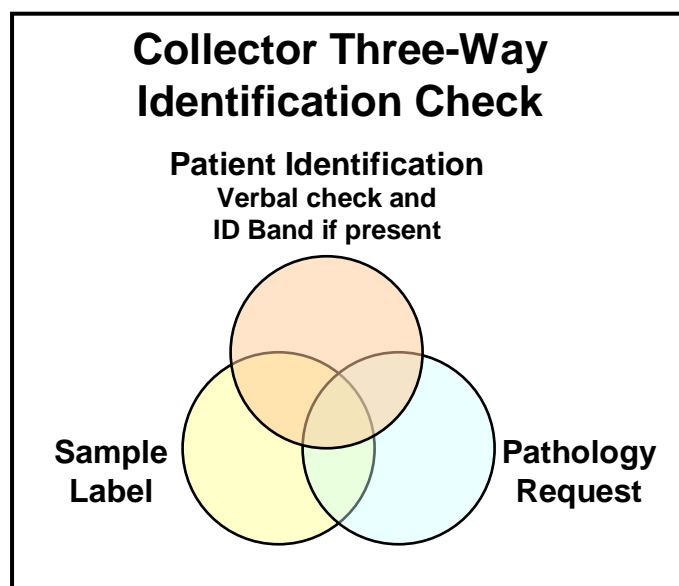 Collector Three-Way
Identification Check
Patient Identification
Verbal check and
ID Band if present
Sample
Label
Pathology
Request